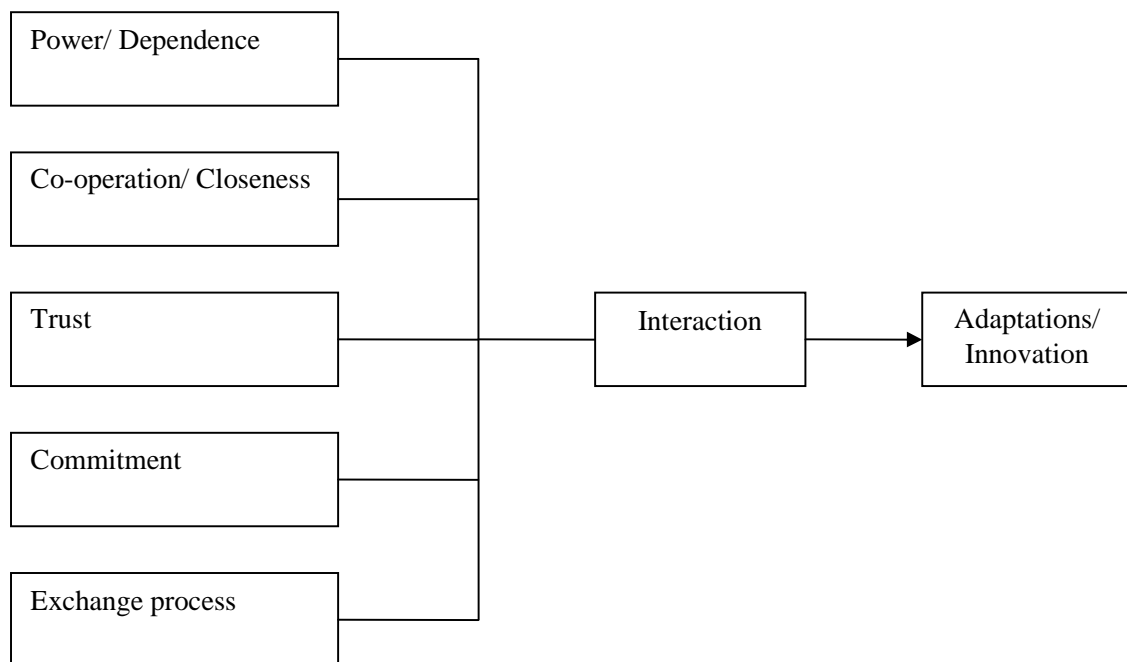 Power/ Dependence
Co-operation/ Closeness
Trust
Commitment
Exchange process
Interaction
Adaptations/
Innovation